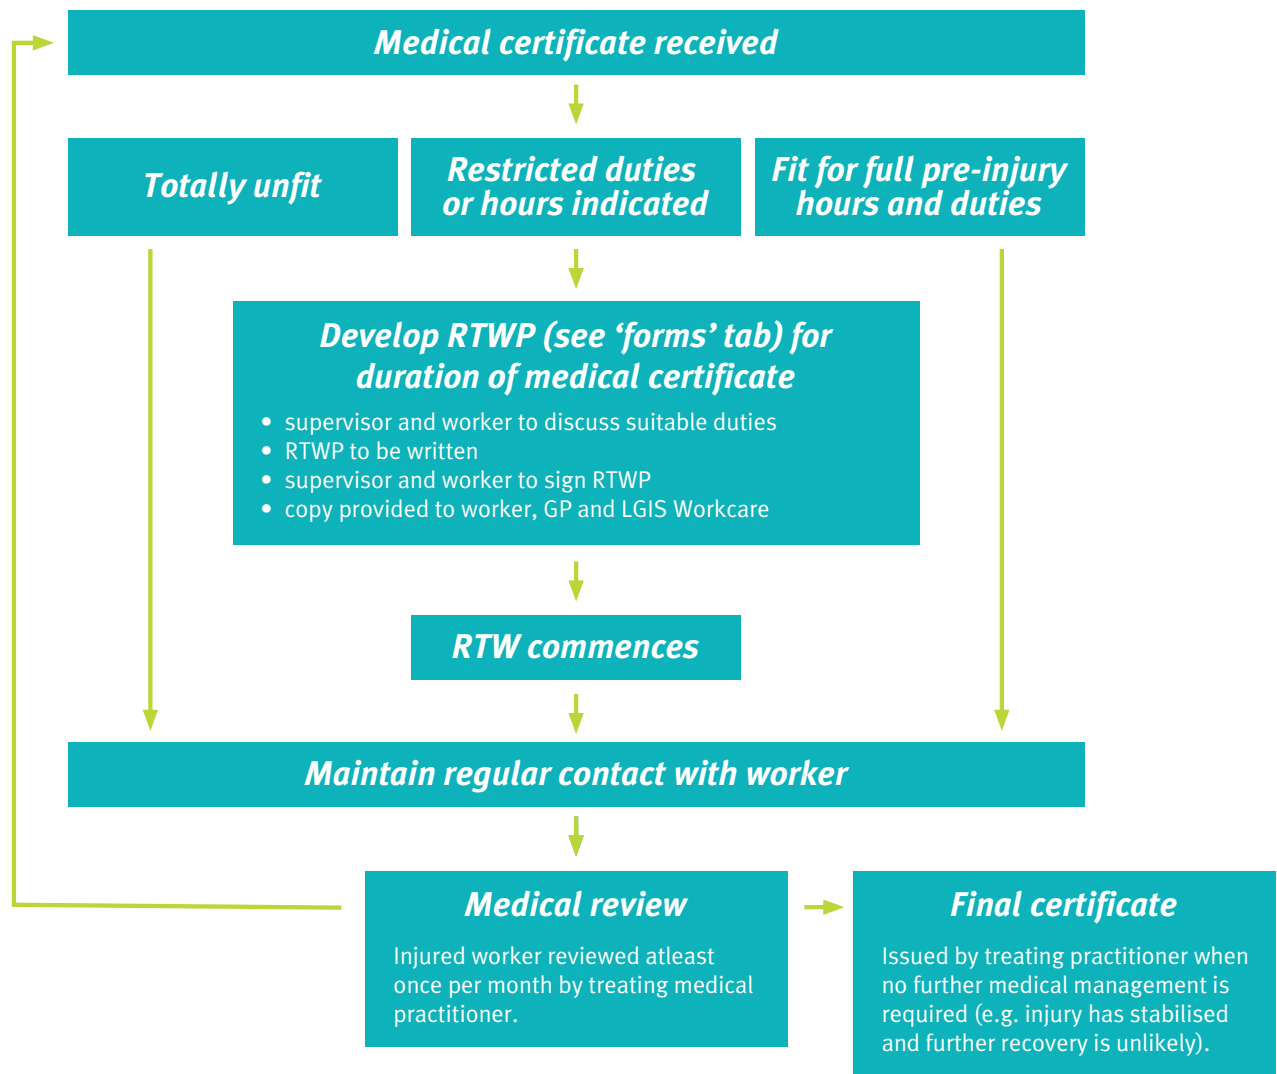 Medical certificate received
Totally unfit
Restricted duties
or hours indicated
Fit for full pre-injury
hours and duties
Develop RTWP (see ‘forms’ tab) for
duration of medical certificate
• supervisor and worker to discuss suitable duties
• RTWP to be written
• supervisor and worker to sign RTWP
• copy provided to worker, GP and LGIS Workcare
RTW commences
Maintain regular contact with worker
Medical review
Injured worker reviewed atleast
once per month by treating medical
practitioner.
Final certificate
Issued by treating practitioner when
no further medical management is
required (e.g. injury has stabilised
and further recovery is unlikely).